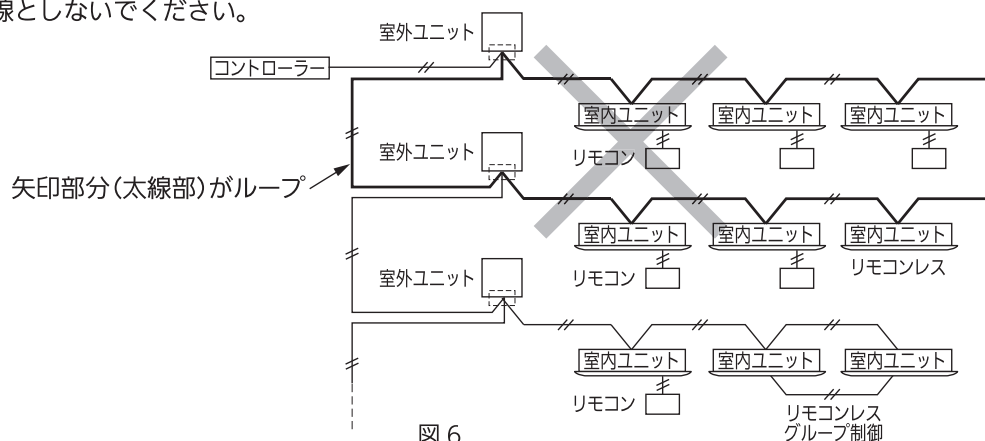 線としないでください。
室外ユニット
コントローラー
室内ユニット
室内ユニット
室内ユニット
リモコン
室外ユニット
矢印部分(太線部)がループ
室内ユニット
室内ユニット
室内ユニット
リモコン
リモコンレス
室外ユニット
室内ユニット
室内ユニット
室内ユニット
リモコン
リモコンレス
グループ制御
図6